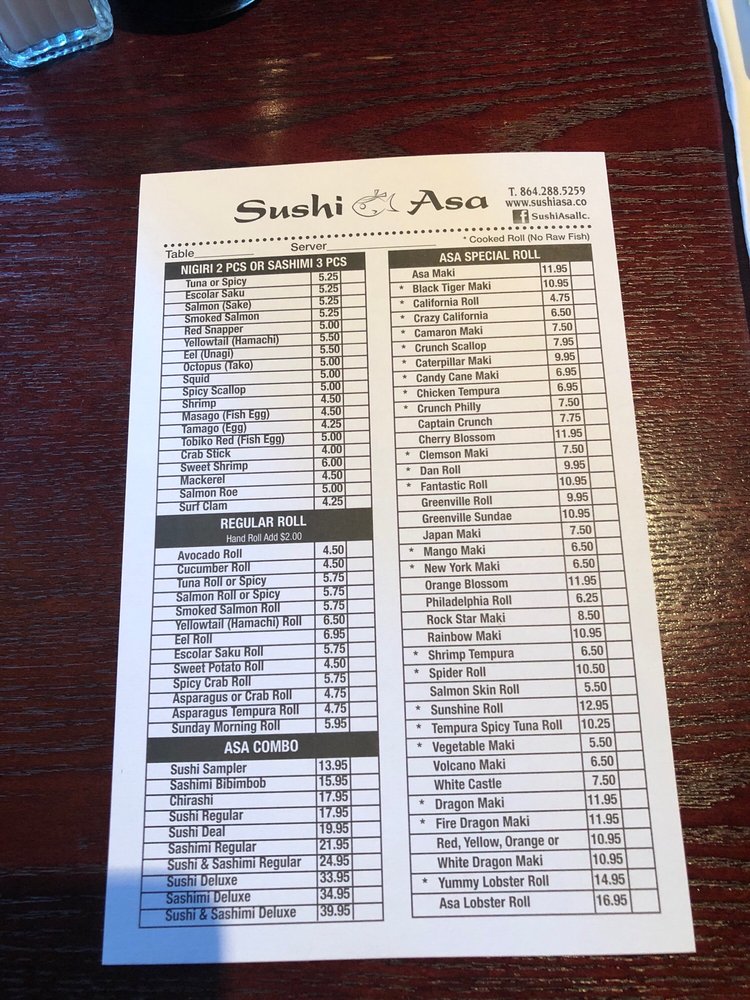 Sushi Asa
T. 864.288.5259
www.sushiasa.co
f SushiAsallc.
Table Server
* Cooked Roll (No Raw Fish)
NIGIRI 2 PCS OR SASHIMI 3 PCS
Tuna or Spicy 5.25
Escolar Saku 5.25
Salmon (Sake) 5.25
Smoked Salmon 5.25
Red Snapper 5.00
Yellowtail (Hamachi) 5.50
Eel (Unagi) 5.50
Octopus (Tako) 5.00
Squid 5.00
Spicy Scallop 5.00
Shrimp 4.50
Masago (Fish Egg) 4.50
Tamago (Egg) 4.25
Tobiko Red (Fish Egg) 5.00
Crab Stick 4.00
Sweet Shrimp 6.00
Mackerel 4.50
Salmon Roe 5.00
Surf Clam 4.25
REGULAR ROLL
Hand Roll Add $2.00
Avocado Roll 4.50
Cucumber Roll 4.50
Tuna Roll or Spicy 5.75
Salmon Roll or Spicy 5.75
Smoked Salmon Roll 5.75
Yellowtail (Hamachi) Roll 6.50
Eel Roll 6.95
Escolar Saku Roll 5.75
Sweet Potato Roll 4.50
Spicy Crab Roll 5.75
Asparagus or Crab Roll 4.75
Asparagus Tempura Roll 4.75
Sunday Morning Roll 5.95
ASA COMBO
Sushi Sampler 13.95
Sashimi Bibimbob 15.95
Chirashi 17.95
Sushi Regular 17.95
Sushi Deal 19.95
Sashimi Regular 21.95
Sushi & Sashimi Regular 24.95
Sushi Deluxe 33.95
Sashimi Deluxe 34.95
Sushi & Sashimi Deluxe 39.95
ASA SPECIAL ROLL
Asa Maki 11.95
* Black Tiger Maki 10.95
* California Roll 4.75
* Crazy California 6.50
* Camaron Maki 7.50
* Crunch Scallop 7.95
* Caterpillar Maki 9.95
* Candy Cane Maki 6.95
* Chicken Tempura 6.95
* Crunch Philly 7.50
Captain Crunch 7.75
Cherry Blossom 11.95
* Clemson Maki 7.50
* Dan Roll 9.95
* Fantastic Roll 10.95
Greenville Roll 9.95
Greenville Sundae 10.95
Japan Maki 7.50
* Mango Maki 6.50
* New York Maki 6.50
Orange Blossom 11.95
Philadelphia Roll 6.25
Rock Star Maki 8.50
Rainbow Maki 10.95
* Shrimp Tempura 6.50
* Spider Roll 10.50
Salmon Skin Roll 5.50
* Sunshine Roll 12.95
* Tempura Spicy Tuna Roll 10.25
* Vegetable Maki 5.50
Volcano Maki 6.50
White Castle 7.50
* Dragon Maki 11.95
* Fire Dragon Maki 11.95
Red, Yellow, Orange or 10.95
White Dragon Maki 10.95
* Yummy Lobster Roll 14.95
Asa Lobster Roll 16.95